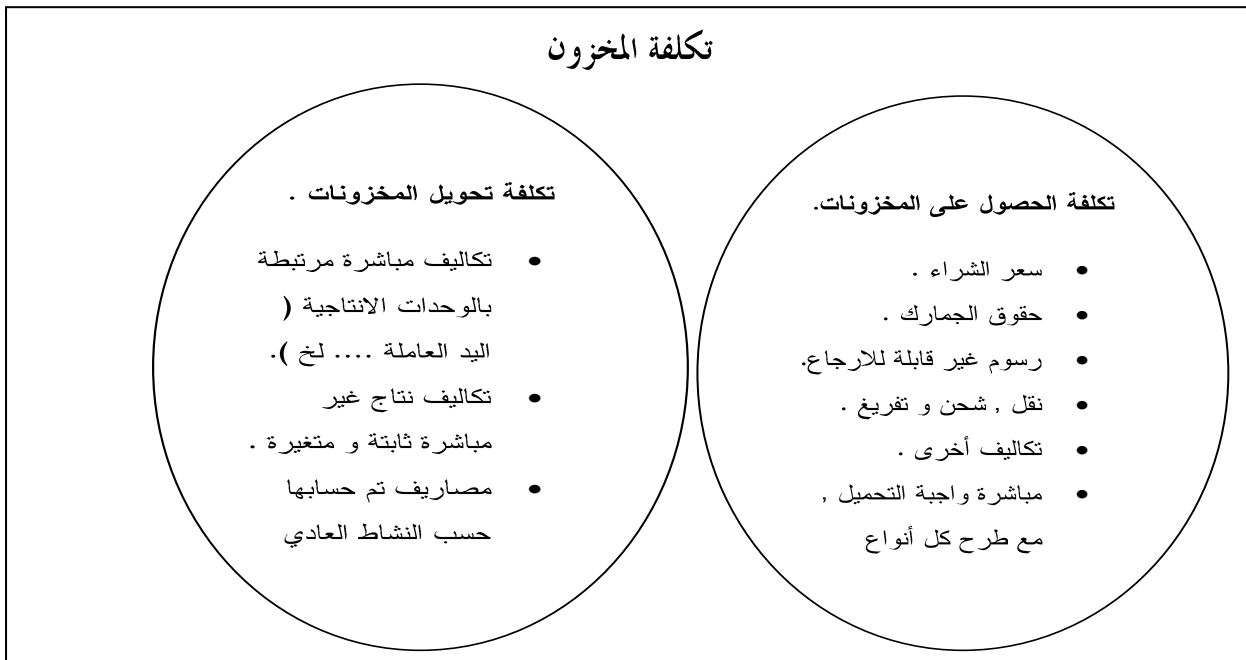 تكلفة المخزون
تكلفة الحصول على المخزونات.
• سعر الشراء .
• حقوق الجمارك .
• رسوم غير قابلة للارجاع.
• نقل , شحن و تفريغ .
• تكاليف أخرى .
• مباشرة واجبة التحميل ,
مع طرح كل أنواع
تكلفة تحويل المخزونات .
• تكاليف مباشرة مرتبطة
بالوحدات الانتاجية (
اليد العاملة .... لخ ).
• تكاليف نتاج غير
مباشرة ثابتة و متغيرة .
• مصاريف تم حسابها
حسب النشاط العادي